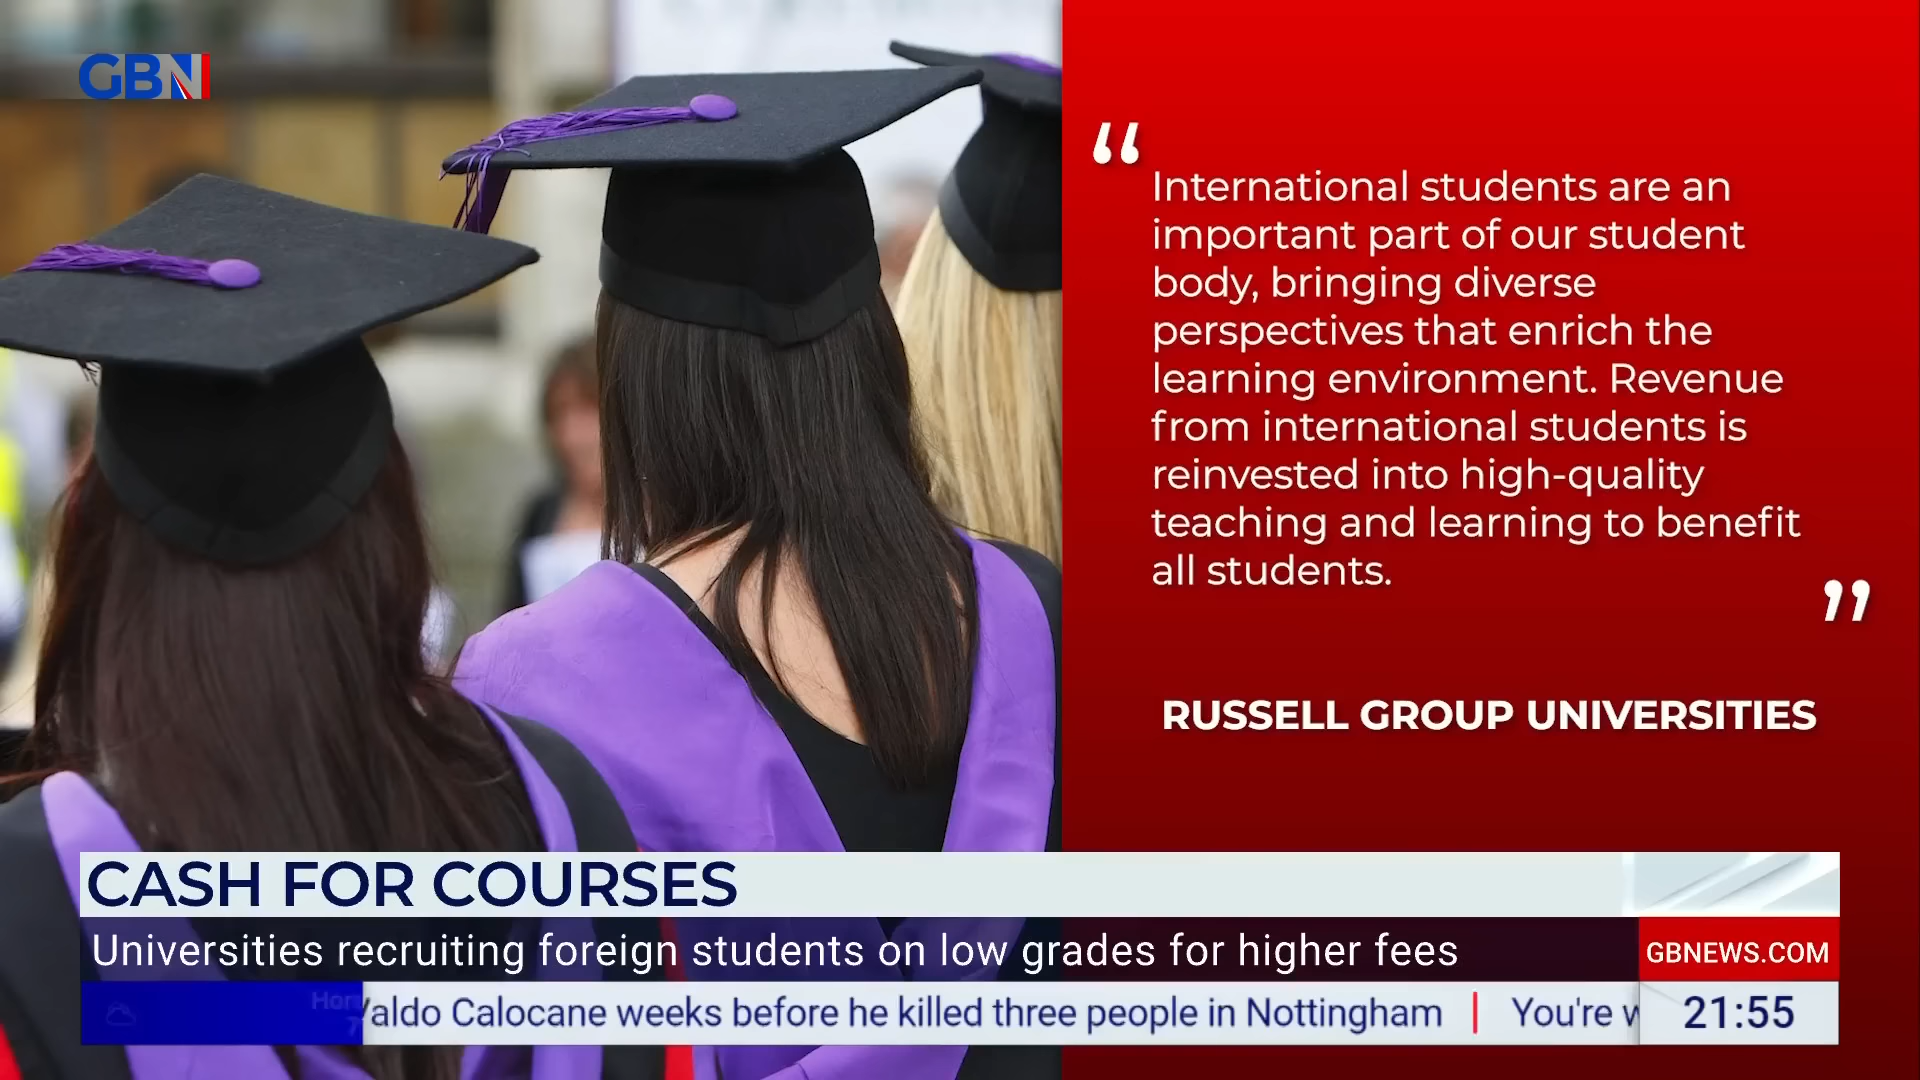 GBN
“
International students are an
important part of our student
body, bringing diverse
perspectives that enrich the
learning environment. Revenue
from international students is
reinvested into high-quality
teaching and learning to benefit
all students.
”
RUSSELL GROUP UNIVERSITIES
CASH FOR COURSES
Universities recruiting foreign students on low grades for higher fees
GBNEWS.COM
aldo Calocane weeks before he killed three people in Nottingham | You're
21:55